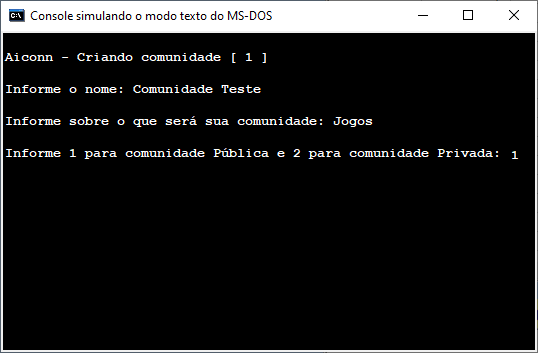 Console simulando o modo texto do MS-DOS
Aiconn - Criando comunidade [ 1 ]
Informe o nome: Comunidade Teste
Informe sobre o que será sua comunidade: Jogos
Informe 1 para comunidade Pública e 2 para comunidade Privada: 1